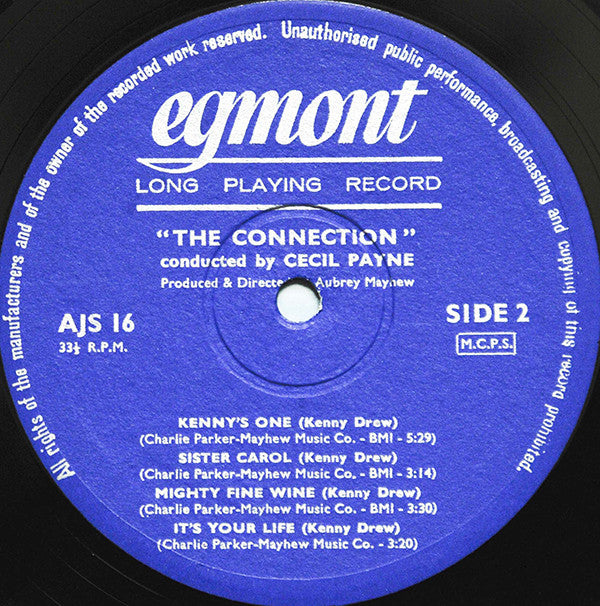 All rights of the manufacturers and of the owner of the recorded work reserved. Unauthorised public performance, broadcasting and copying of this record prohibited.
egmont
LONG PLAYING RECORD
"THE CONNECTION"
conducted by CECIL PAYNE
Produced & Directe Aubrey Mayhew
AJS 16
33⅓ R.P.M.
SIDE 2
M.C.P.S.
KENNY'S ONE (Kenny Drew)
(Charlie Parker-Mayhew Music Co. - BMI - 5:29)
SISTER CAROL (Kenny Drew)
(Charlie Parker-Mayhew Music Co. - BMI - 3:14)
MIGHTY FINE WINE (Kenny Drew)
(Charlie Parker-Mayhew Music Co. - BMI - 3:30)
IT'S YOUR LIFE (Kenny Drew)
(Charlie Parker-Mayhew Music Co. - 3:20)